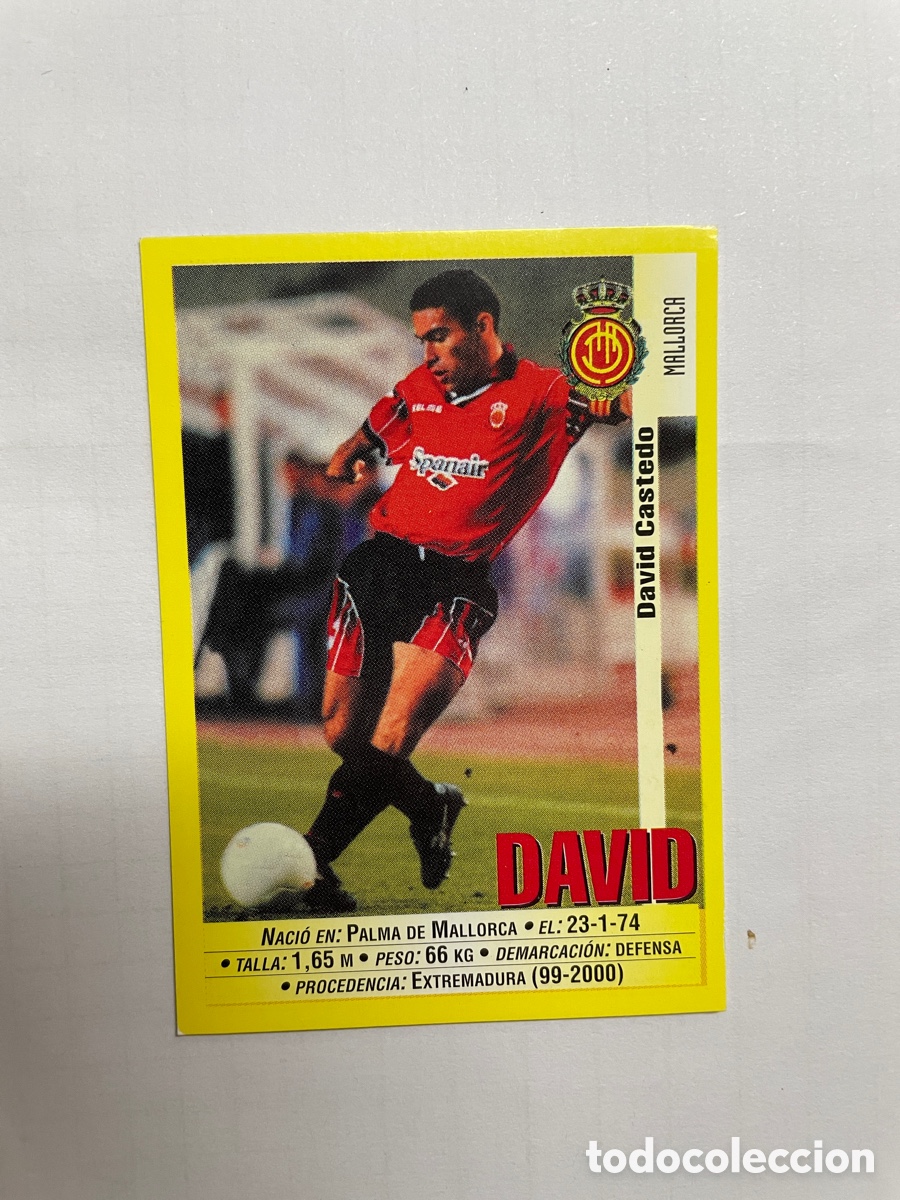 MALLORCA
David Castedo
KELME
Spanair
DAVID
NACIÓ EN: PALMA DE MALLORCA • EL: 23-1-74
• TALLA: 1,65 M • PESO: 66 KG • DEMARCACIÓN: DEFENSA
• PROCEDENCIA: EXTREMADURA (99-2000)
todocoleccion